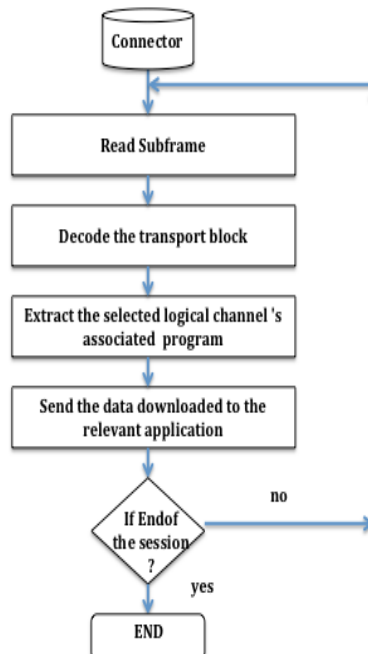 Connector
Read Subframe
Decode the transport block
Extract the selected logical channel 's
associated program
Send the data downloaded to the
relevant application
If Endof
the session
?
no
yes
END